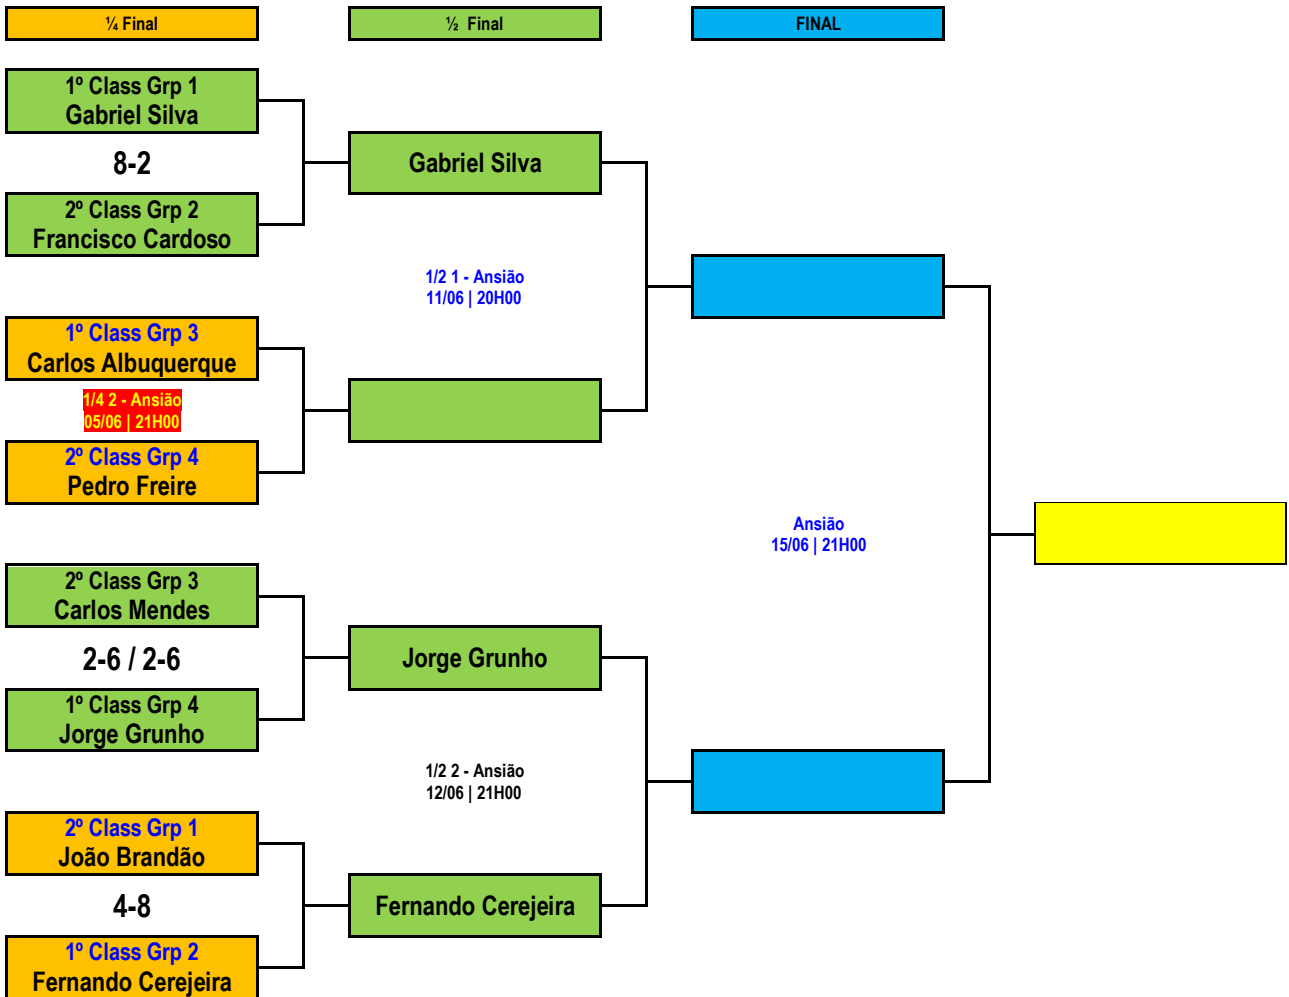 ¼ Final
½ Final
FINAL
1º Class Grp 1
Gabriel Silva
8-2
2º Class Grp 2
Francisco Cardoso
Gabriel Silva
1/2 1 - Ansião
11/06 | 20H00
1º Class Grp 3
Carlos Albuquerque
1/4 2 - Ansião
05/06 | 21H00
2º Class Grp 4
Pedro Freire
Ansião
15/06 | 21H00
2º Class Grp 3
Carlos Mendes
2-6 / 2-6
1º Class Grp 4
Jorge Grunho
Jorge Grunho
1/2 2 - Ansião
12/06 | 21H00
2º Class Grp 1
João Brandão
4-8
1º Class Grp 2
Fernando Cerejeira
Fernando Cerejeira